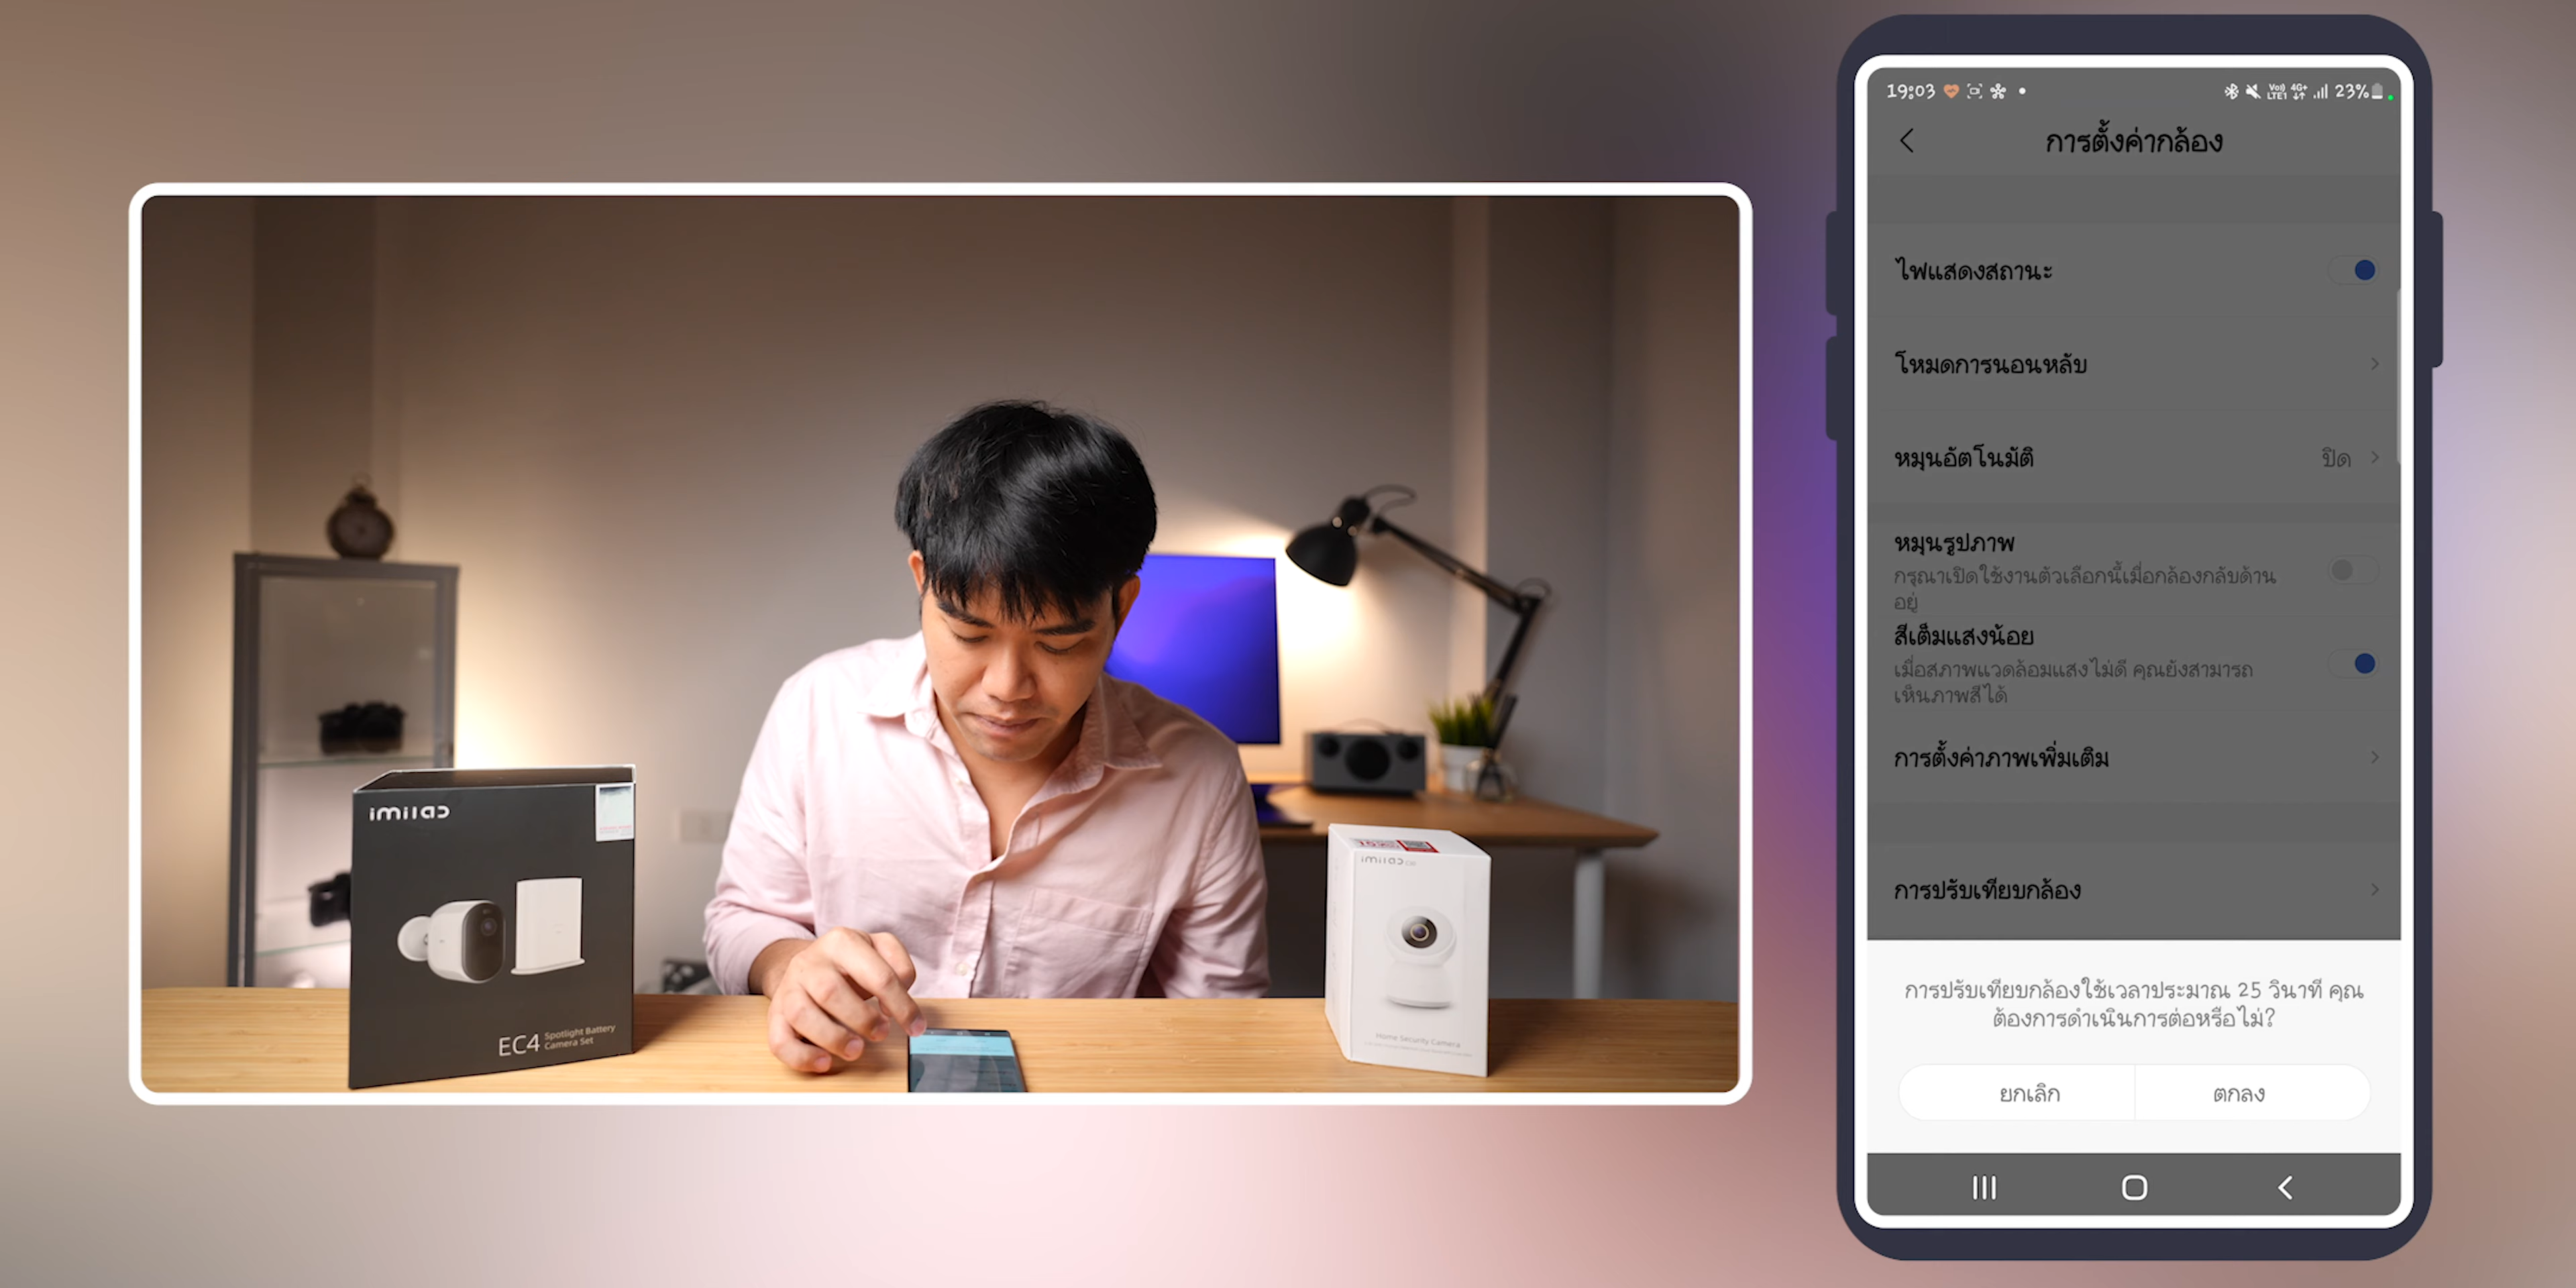 imilab
EC4
Spotlight Battery
Camera Set
imilab
Home Security Camera
19:03
23%
การตั้งค่ากล้อง
ไฟแสดงสถานะ
โหมดการนอนหลับ
หมุนอัตโนมัติ
ปิด
หมุนรูปภาพ
กรุณาเปิดใช้งานตัวเลือกนี้เมื่อกล้องกลับด้าน
อยู่
สีเต็มแสงน้อย
เมื่อสภาพแวดล้อมแสงไม่ดี คุณยังสามารถ
เห็นภาพสีได้
การตั้งค่าภาพเพิ่มเติม
การปรับเทียบกล้อง
การปรับเทียบกล้องใช้เวลาประมาณ 25 วินาที คุณ
ต้องการดำเนินการต่อหรือไม่?
ยกเลิก
ตกลง